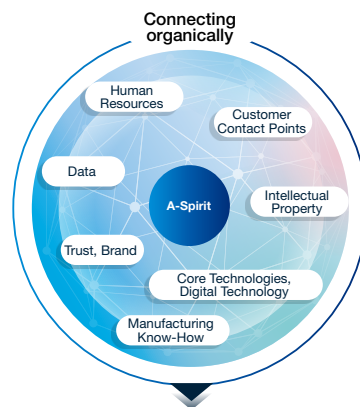 Connecting
organically
Human
Resources
Customer
Contact Points
Data
A-Spirit
Intellectual
Property
Trust, Brand
Core Technologies,
Digital Technology
Manufacturing
Know-How